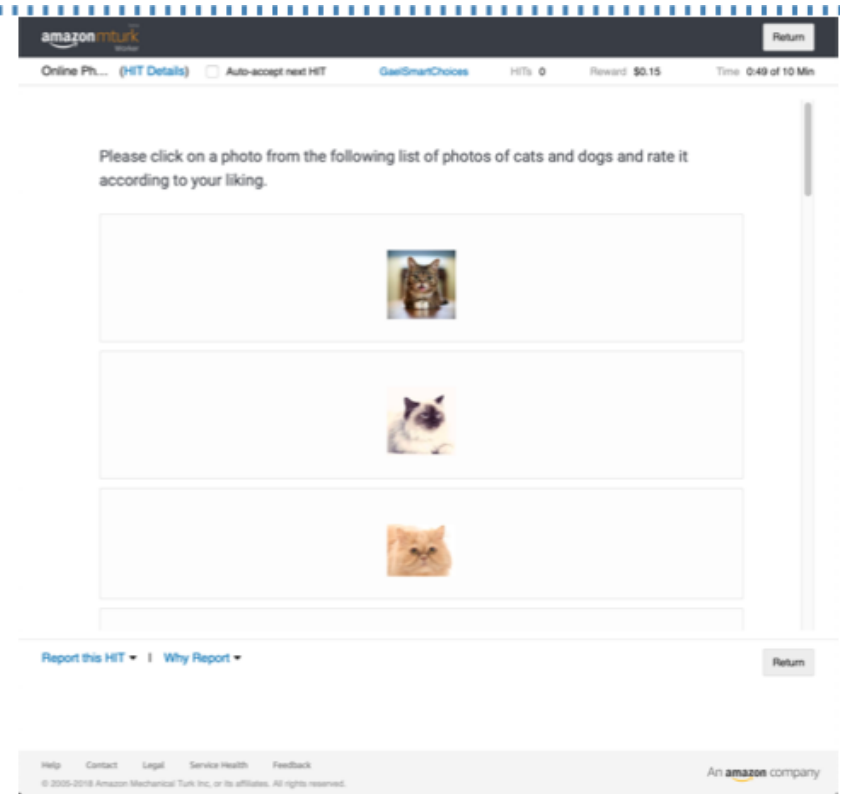 amazon mturk
Worker
Return
Online Ph... (HIT Details) Auto-accept next HIT GaelSmartChoices HITs 0 Reward $0.15 Time 0:49 of 10 Min
Please click on a photo from the following list of photos of cats and dogs and rate it
according to your liking.
Report this HIT | Why Report
Return
Help Contact Legal Service Health Feedback
© 2005-2018 Amazon Mechanical Turk Inc, or its affiliates. All rights reserved.
An amazon company